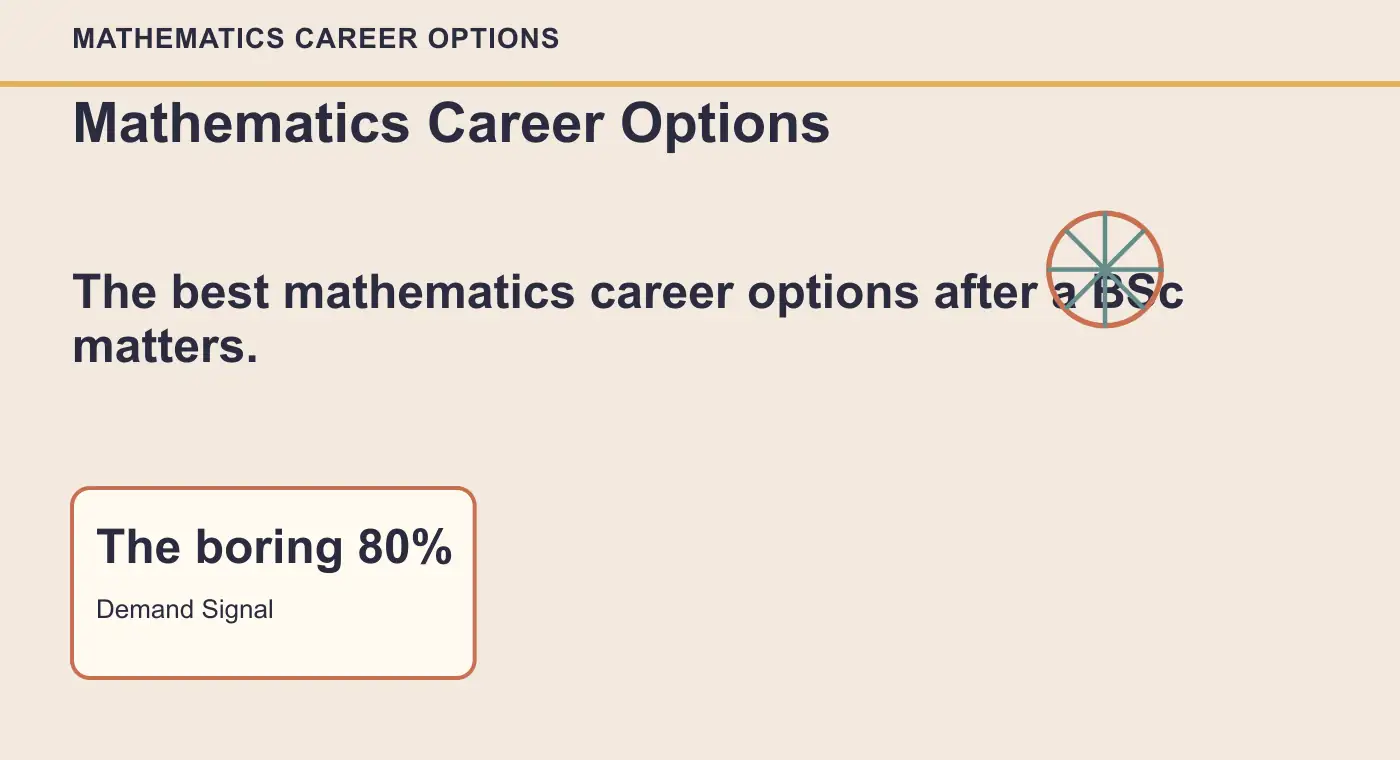 MATHEMATICS CAREER OPTIONS
Mathematics Career Options
The best mathematics career options after a BSc
matters.
The boring 80%
Demand Signal